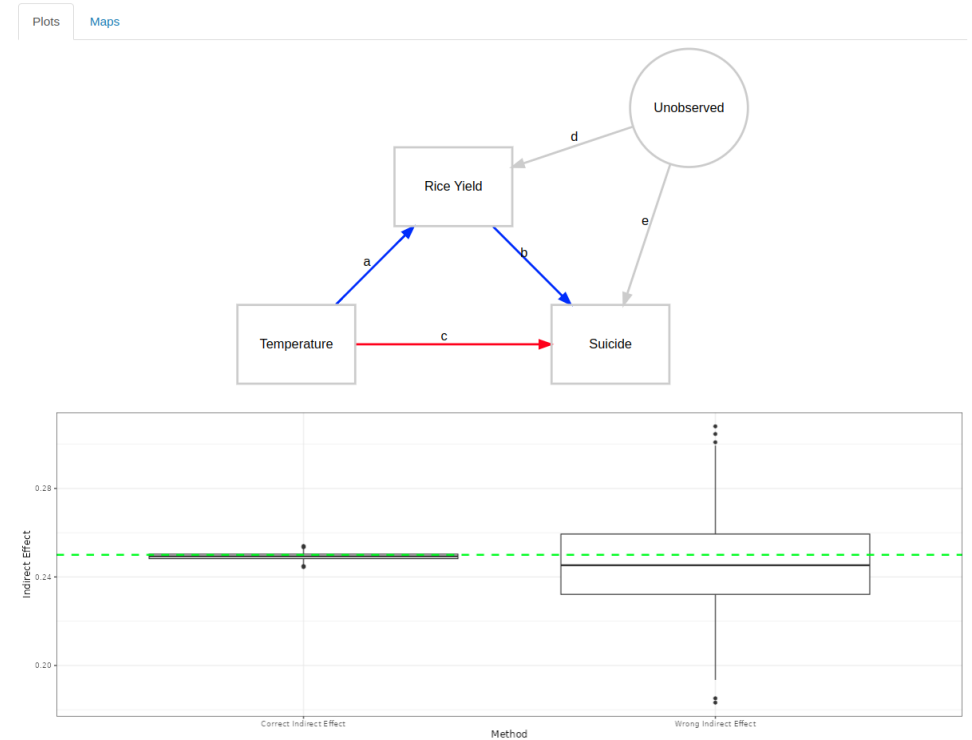 Plots Maps
Unobserved
d
Rice Yield
e
b
a
c
Temperature
Suicide
0.28
Indirect Effect
0.24
0.20
Correct Indirect Effect Wrong Indirect Effect
Method